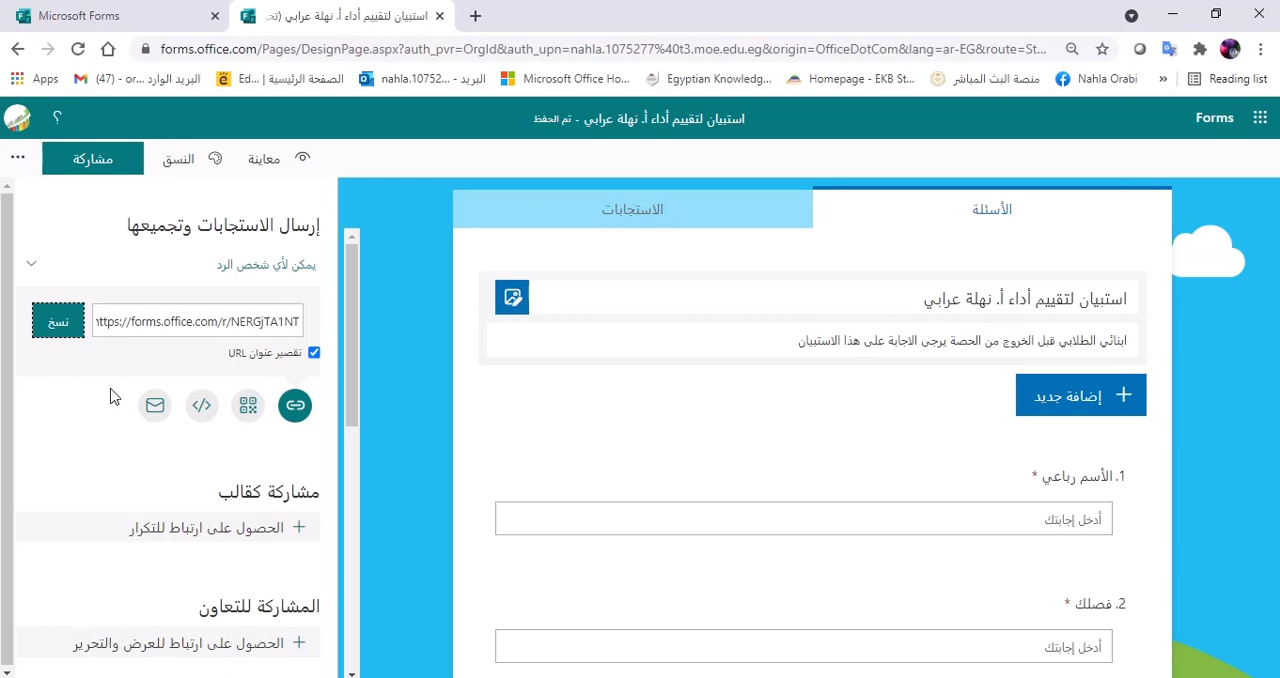 Microsoft Forms
استبيان لتقييم أداء أ. نهلة عرابي (تح
forms.office.com/Pages/DesignPage.aspx?auth_pvr=OrgId&auth_upn=nahla.1075277%40t3.moe.edu.eg&origin=OfficeDotCom&lang=ar-EG&route=St...
Apps
البريد الوارد (47) - or...
الصفحة الرئيسية | Ed...
البريد - nahla.10752...
Microsoft Office Ho...
Egyptian Knowledg...
Homepage - EKB St...
منصة البث المباشر
Nahla Orabi
»
Reading list
Forms
استبيان لتقييم أداء أ. نهلة عرابي - تم الحفظ
؟
معاينة
النسق
مشاركة
...
الأسئلة
الاستجابات
استبيان لتقييم أداء أ. نهلة عرابي
ابنائي الطلابي قبل الخروج من الحصة يرجى الاجابة على هذا الاستبيان
إضافة جديد
1. الأسم رباعي *
أدخل إجابتك
2. فصلك *
أدخل إجابتك
إرسال الاستجابات وتجميعها
يمكن لأي شخص الرد
ttps://forms.office.com/r/NERGjTA1NT
نسخ
تقصير عنوان URL
مشاركة كقالب
الحصول على ارتباط للتكرار
المشاركة للتعاون
الحصول على ارتباط للعرض والتحرير